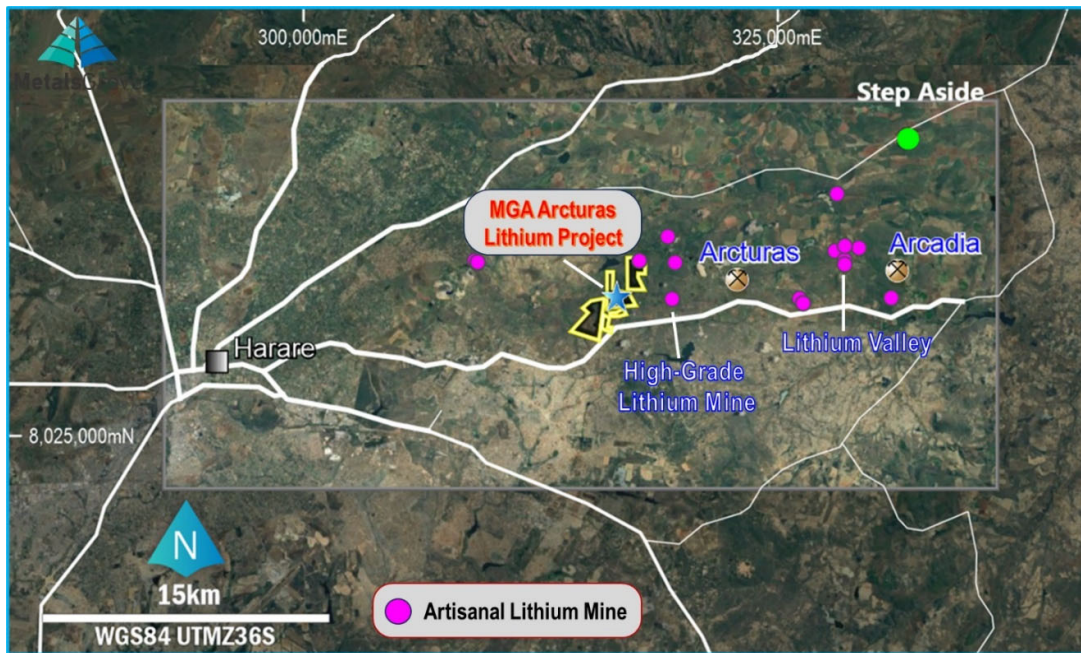 300,000mE
325,000mE
MetalsGrove
Step Aside
MGA Arcturas
Lithium Project
Arcturas
Arcadia
Harare
Lithium Valley
High-Grade
Lithium Mine
8,025,000mN
N
15km
WGS84 UTMZ36S
Artisanal Lithium Mine